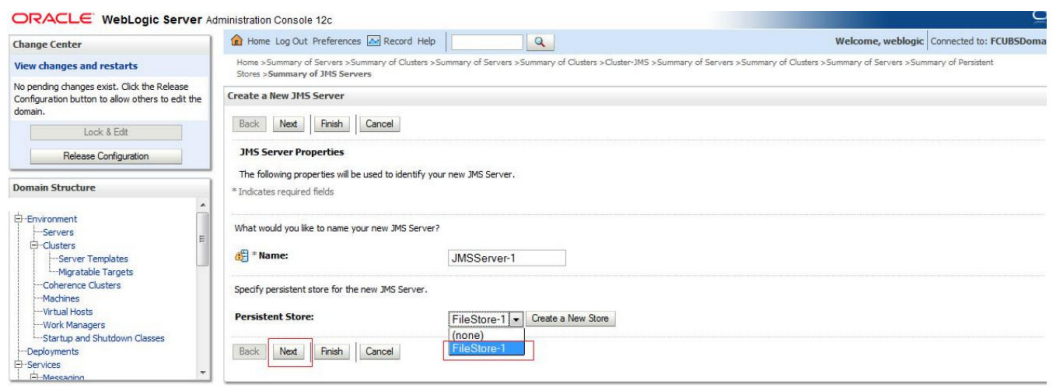 ORACLE WebLogic Server Administration Console 12c
Change Center
View changes and restarts
No pending changes exist. Click the Release
Configuration button to allow others to edit the
domain.
Lock & Edit
Release Configuration
Domain Structure
Environment
Servers
Clusters
Server Templates
Migratable Targets
Coherence Clusters
Machines
Virtual Hosts
Work Managers
Startup and Shutdown Classes
Deployments
Services
Messaging
Home Log Out Preferences Record Help
Welcome, weblogic Connected to: FCUBSDoma
Home >Summary of Servers >Summary of Clusters >Summary of Servers >Summary of Clusters >Cluster-JMS >Summary of Servers >Summary of Clusters >Summary of Servers >Summary of Persistent
Stores >Summary of JMS Servers
Create a New JMS Server
Back Next Finish Cancel
JMS Server Properties
The following properties will be used to identify your new JMS Server.
* Indicates required fields
What would you like to name your new JMS Server?
* Name: JMSServer-1
Specify persistent store for the new JMS Server.
Persistent Store: FileStore-1 Create a New Store
(none)
FileStore-1
Back Next Finish Cancel